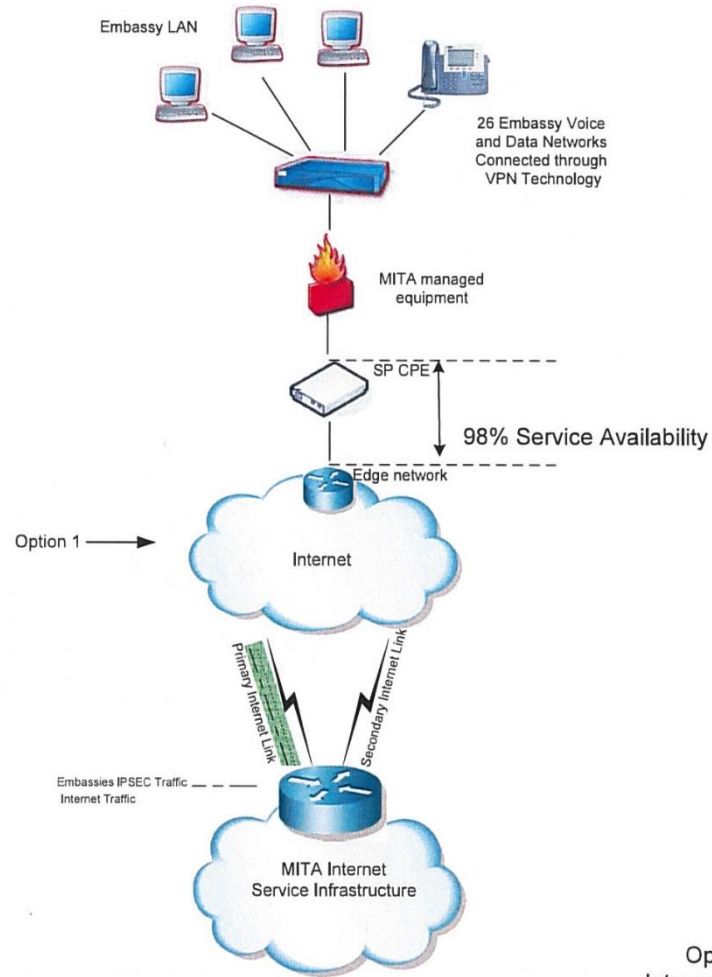 Embassy LAN
26 Embassy Voice
and Data Networks
Connected through
VPN Technology
MITA managed
equipment
SP CPE
98% Service Availability
Edge network
Option 1
Internet
Primary Internet Link
Secondary Internet Link
Embassies IPSEC Traffic
Internet Traffic
MITA Internet
Service Infrastructure
Op